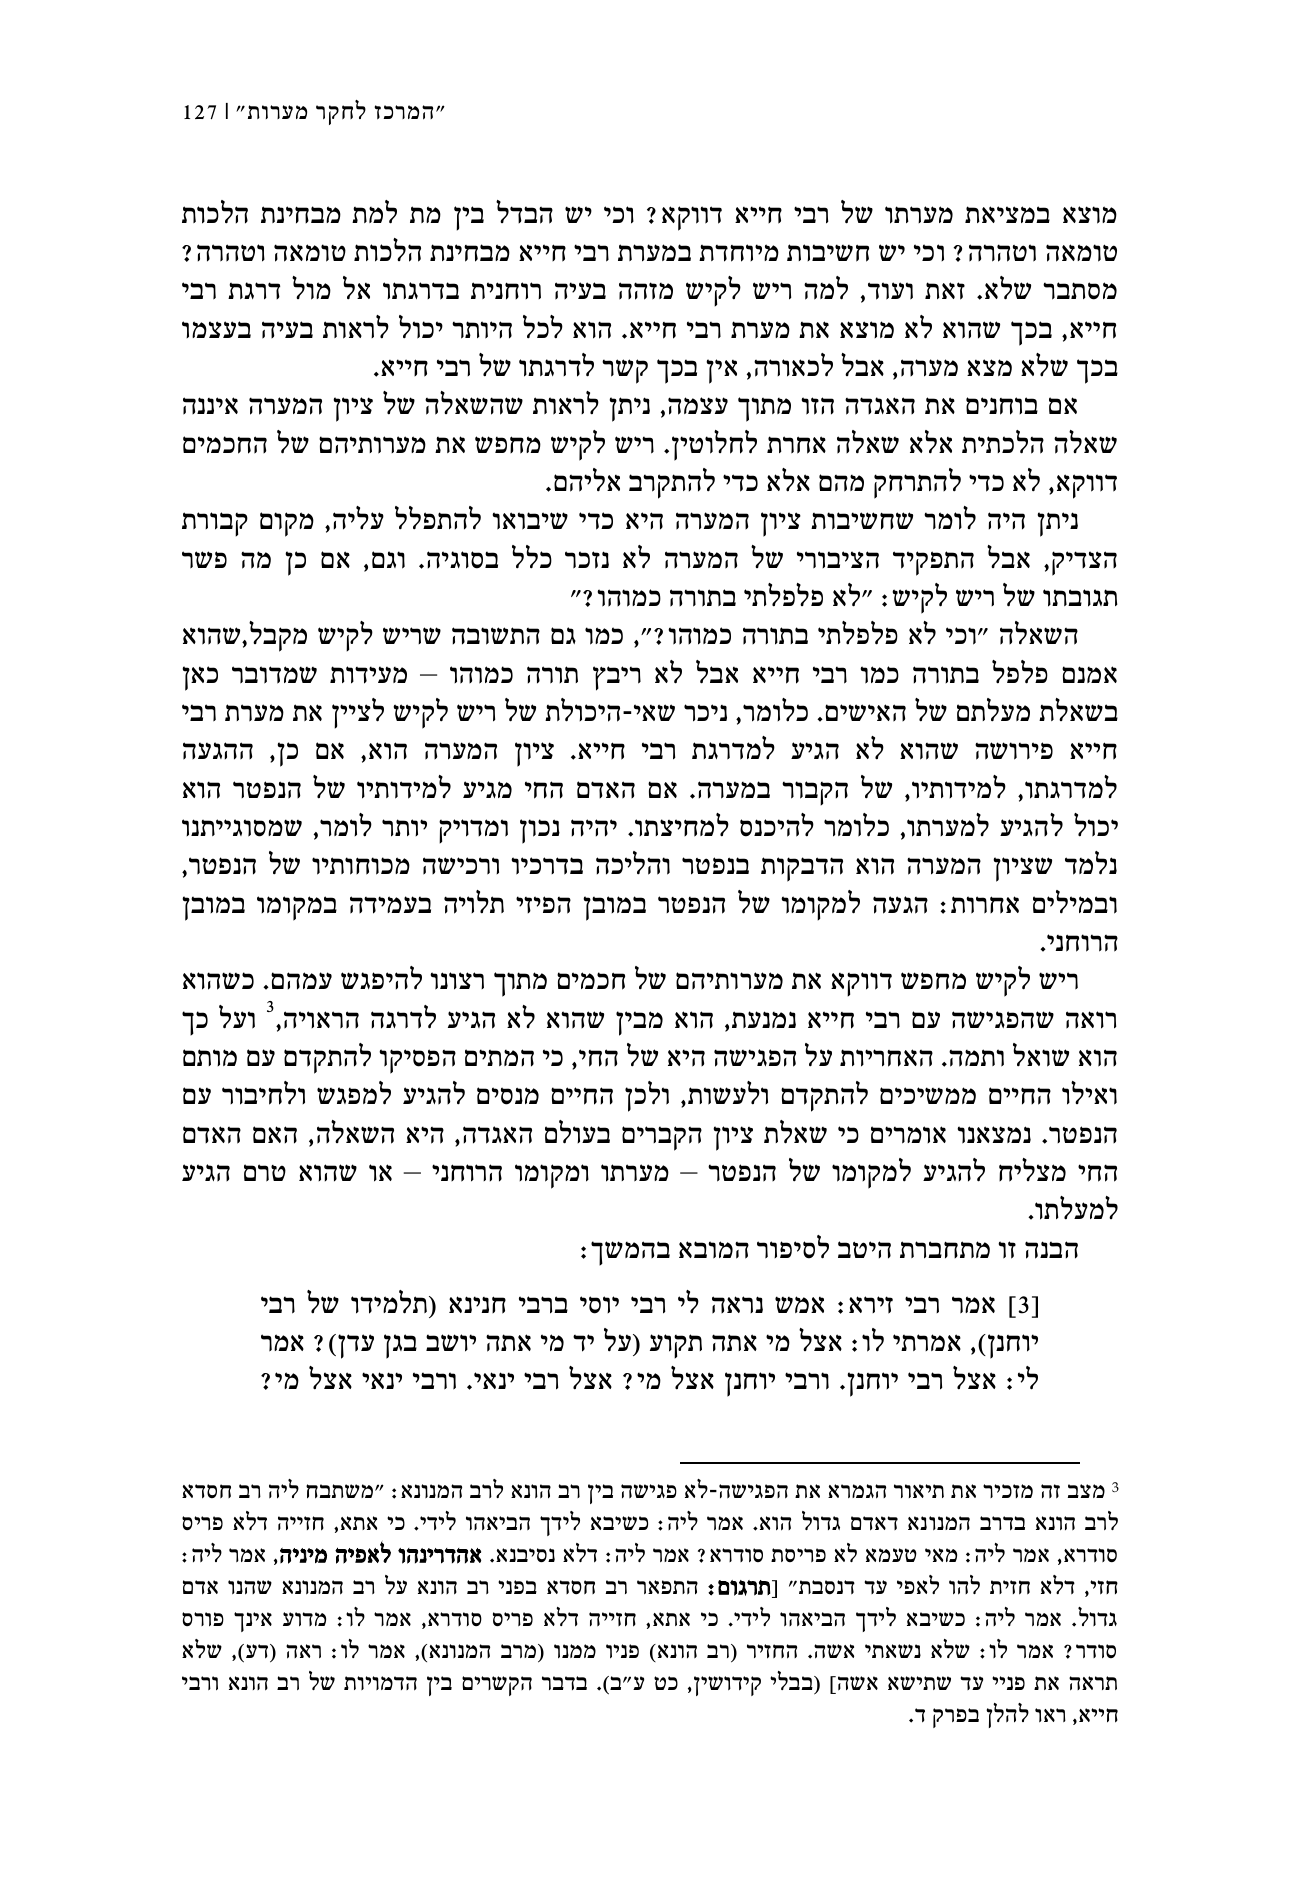 "המרכז לחקר מערות" | 127
מוצא במציאת מערתו של רבי חייא דווקא? וכי יש הבדל בין מת למת מבחינת הלכות
טומאה וטהרה? וכי יש חשיבות מיוחדת במערת רבי חייא מבחינת הלכות טומאה וטהרה?
מסתבר שלא. זאת ועוד, למה ריש לקיש מזהה בעיה רוחנית בדרגתו אל מול דרגת רבי
חייא, בכך שהוא לא מוצא את מערת רבי חייא. הוא לכל היותר יכול לראות בעיה בעצמו
בכך שלא מצא מערה, אבל לכאורה, אין בכך קשר לדרגתו של רבי חייא.
אם בוחנים את האגדה הזו מתוך עצמה, ניתן לראות שהשאלה של ציון המערה איננה
שאלה הלכתית אלא שאלה אחרת לחלוטין. ריש לקיש מחפש את מערותיהם של החכמים
דווקא, לא כדי להתרחק מהם אלא כדי להתקרב אליהם.
ניתן היה לומר שחשיבות ציון המערה היא כדי שיבואו להתפלל עליה, מקום קבורת
הצדיק, אבל התפקיד הציבורי של המערה לא נזכר כלל בסוגיה. וגם, אם כן מה פשר
תגובתו של ריש לקיש: "לא פלפלתי בתורה כמוהו?"
השאלה "וכי לא פלפלתי בתורה כמוהו?", כמו גם התשובה שריש לקיש מקבל,שהוא
אמנם פלפל בתורה כמו רבי חייא אבל לא ריבץ תורה כמוהו – מעידות שמדובר כאן
בשאלת מעלתם של האישים. כלומר, ניכר שאי-היכולת של ריש לקיש לציין את מערת רבי
חייא פירושה שהוא לא הגיע למדרגת רבי חייא. ציון המערה הוא, אם כן, ההגעה
למדרגתו, למידותיו, של הקבור במערה. אם האדם החי מגיע למידותיו של הנפטר הוא
יכול להגיע למערתו, כלומר להיכנס למחיצתו. יהיה נכון ומדויק יותר לומר, שמסוגייתנו
נלמד שציון המערה הוא הדבקות בנפטר והליכה בדרכיו ורכישה מכוחותיו של הנפטר,
ובמילים אחרות: הגעה למקומו של הנפטר במובן הפיזי תלויה בעמידה במקומו במובן
הרוחני.
ריש לקיש מחפש דווקא את מערותיהם של חכמים מתוך רצונו להיפגש עמהם. כשהוא
רואה שהפגישה עם רבי חייא נמנעת, הוא מבין שהוא לא הגיע לדרגה הראויה,3 ועל כך
הוא שואל ותמה. האחריות על הפגישה היא של החי, כי המתים הפסיקו להתקדם עם מותם
ואילו החיים ממשיכים להתקדם ולעשות, ולכן החיים מנסים להגיע למפגש ולחיבור עם
הנפטר. נמצאנו אומרים כי שאלת ציון הקברים בעולם האגדה, היא השאלה, האם האדם
החי מצליח להגיע למקומו של הנפטר – מערתו ומקומו הרוחני – או שהוא טרם הגיע
למעלתו.
הבנה זו מתחברת היטב לסיפור המובא בהמשך:
[3] אמר רבי זירא: אמש נראה לי רבי יוסי ברבי חנינא (תלמידו של רבי
יוחנן), אמרתי לו: אצל מי אתה תקוע (על יד מי אתה יושב בגן עדן)? אמר
לי: אצל רבי יוחנן. ורבי יוחנן אצל מי? אצל רבי ינאי. ורבי ינאי אצל מי?
3 מצב זה מזכיר את תיאור הגמרא את הפגישה-לא פגישה בין רב הונא לרב המנונא: "משתבח ליה רב חסדא
לרב הונא בדרב המנונא דאדם גדול הוא. אמר ליה: כשיבא לידך הביאהו לידי. כי אתא, חזייה דלא פריס
סודרא, אמר ליה: מאי טעמא לא פריסת סודרא? אמר ליה: דלא נסיבנא. אהדרינהו לאפיה מיניה, אמר ליה:
חזי, דלא חזית להו לאפי עד דנסבת" [תרגום: התפאר רב חסדא בפני רב הונא על רב המנונא שהנו אדם
גדול. אמר ליה: כשיבא לידך הביאהו לידי. כי אתא, חזייה דלא פריס סודרא, אמר לו: מדוע אינך פורס
סודר? אמר לו: שלא נשאתי אשה. החזיר (רב הונא) פניו ממנו (מרב המנונא), אמר לו: ראה (דע), שלא
תראה את פניי עד שתישא אשה] (בבלי קידושין, כט ע"ב). בדבר הקשרים בין הדמויות של רב הונא ורבי
חייא, ראו להלן בפרק ד.